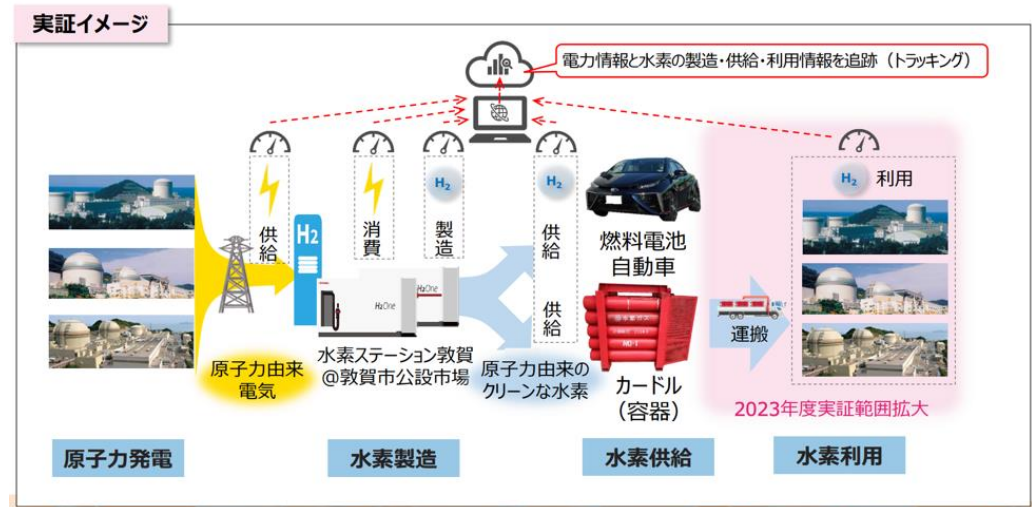 実証イメージ
電力情報と水素の製造・供給・利用情報を追跡（トラッキング）
供給
H2
消費
H₂
製造
H₂
供給
供給
H₂ 利用
H2One
H2One
燃料電池
自動車
水素ステーション敦賀
@敦賀市公設市場
原子力由来
電気
原子力由来の
クリーンな水素
カードル
（容器）
運搬
2023年度実証範囲拡大
原子力発電
水素製造
水素供給
水素利用